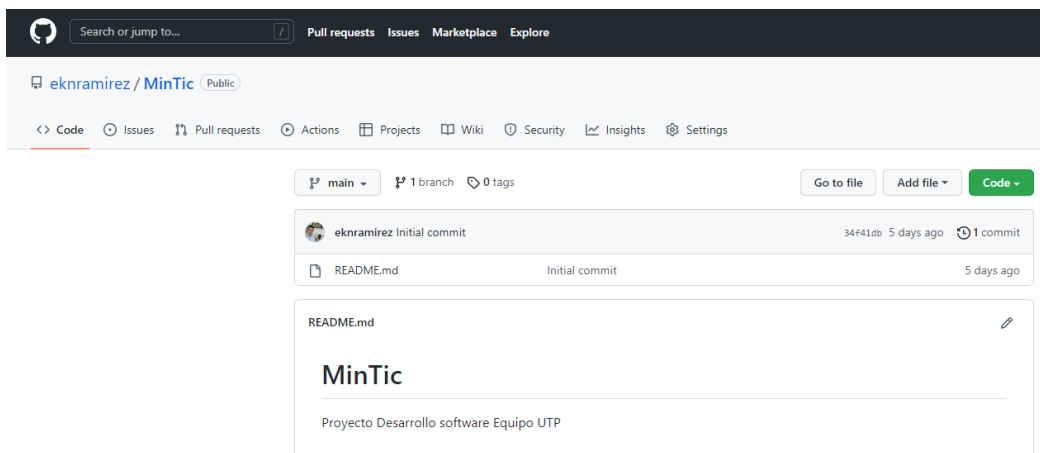 Search or jump to... / Pull requests Issues Marketplace Explore
eknramirez / MinTic Public
<> Code Issues Pull requests Actions Projects Wiki Security Insights Settings
main 1 branch 0 tags Go to file Add file Code
eknramirez Initial commit 34f41db 5 days ago 1 commit
README.md Initial commit 5 days ago
README.md
MinTic
Proyecto Desarrollo software Equipo UTP